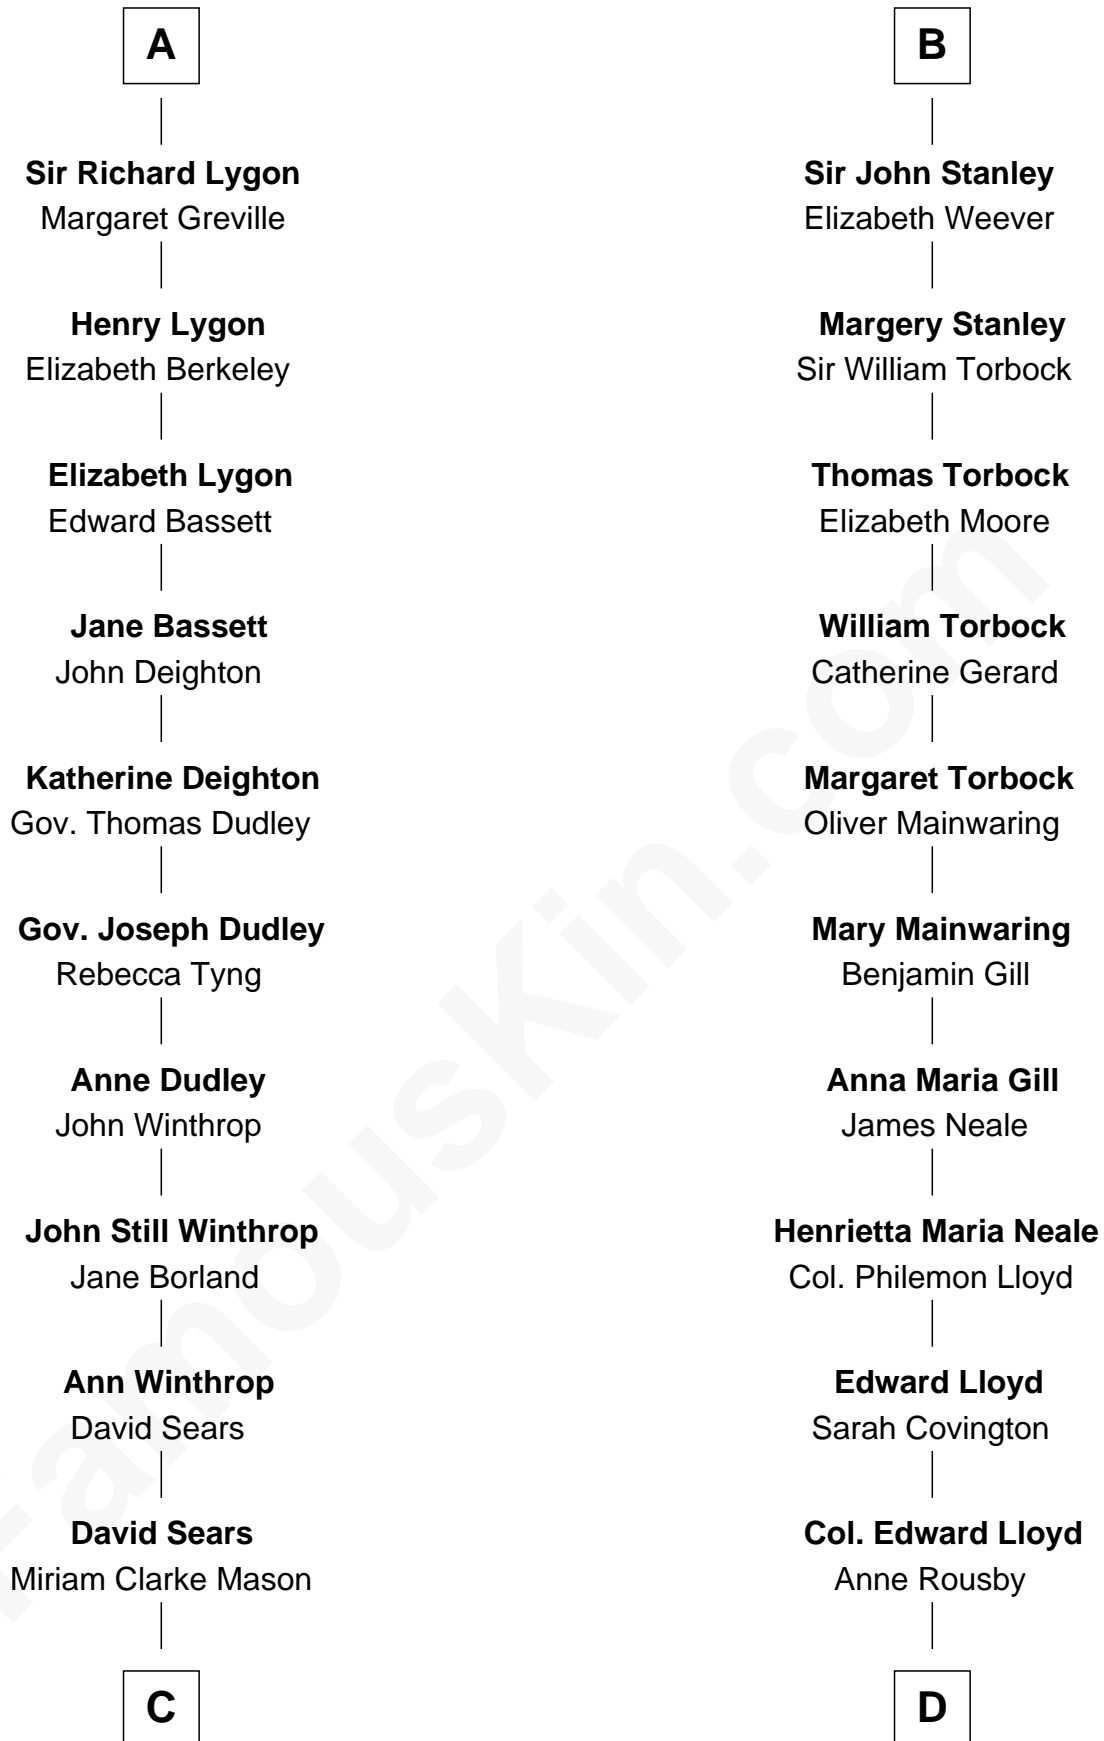 A
Sir Richard Lygon
Margaret Greville
Henry Lygon
Elizabeth Berkeley
Elizabeth Lygon
Edward Bassett
Jane Bassett
John Deighton
Katherine Deighton
Gov. Thomas Dudley
Gov. Joseph Dudley
Rebecca Tyng
Anne Dudley
John Winthrop
John Still Winthrop
Jane Borland
Ann Winthrop
David Sears
David Sears
Miriam Clarke Mason
C
B
Sir John Stanley
Elizabeth Weever
Margery Stanley
Sir William Torbock
Thomas Torbock
Elizabeth Moore
William Torbock
Catherine Gerard
Margaret Torbock
Oliver Mainwaring
Mary Mainwaring
Benjamin Gill
Anna Maria Gill
James Neale
Henrietta Maria Neale
Col. Philemon Lloyd
Edward Lloyd
Sarah Covington
Col. Edward Lloyd
Anne Rousby
D
FamousKin.com